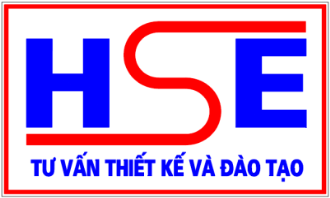 HSE
TƯ VẤN THIẾT KẾ VÀ ĐÀO TẠO